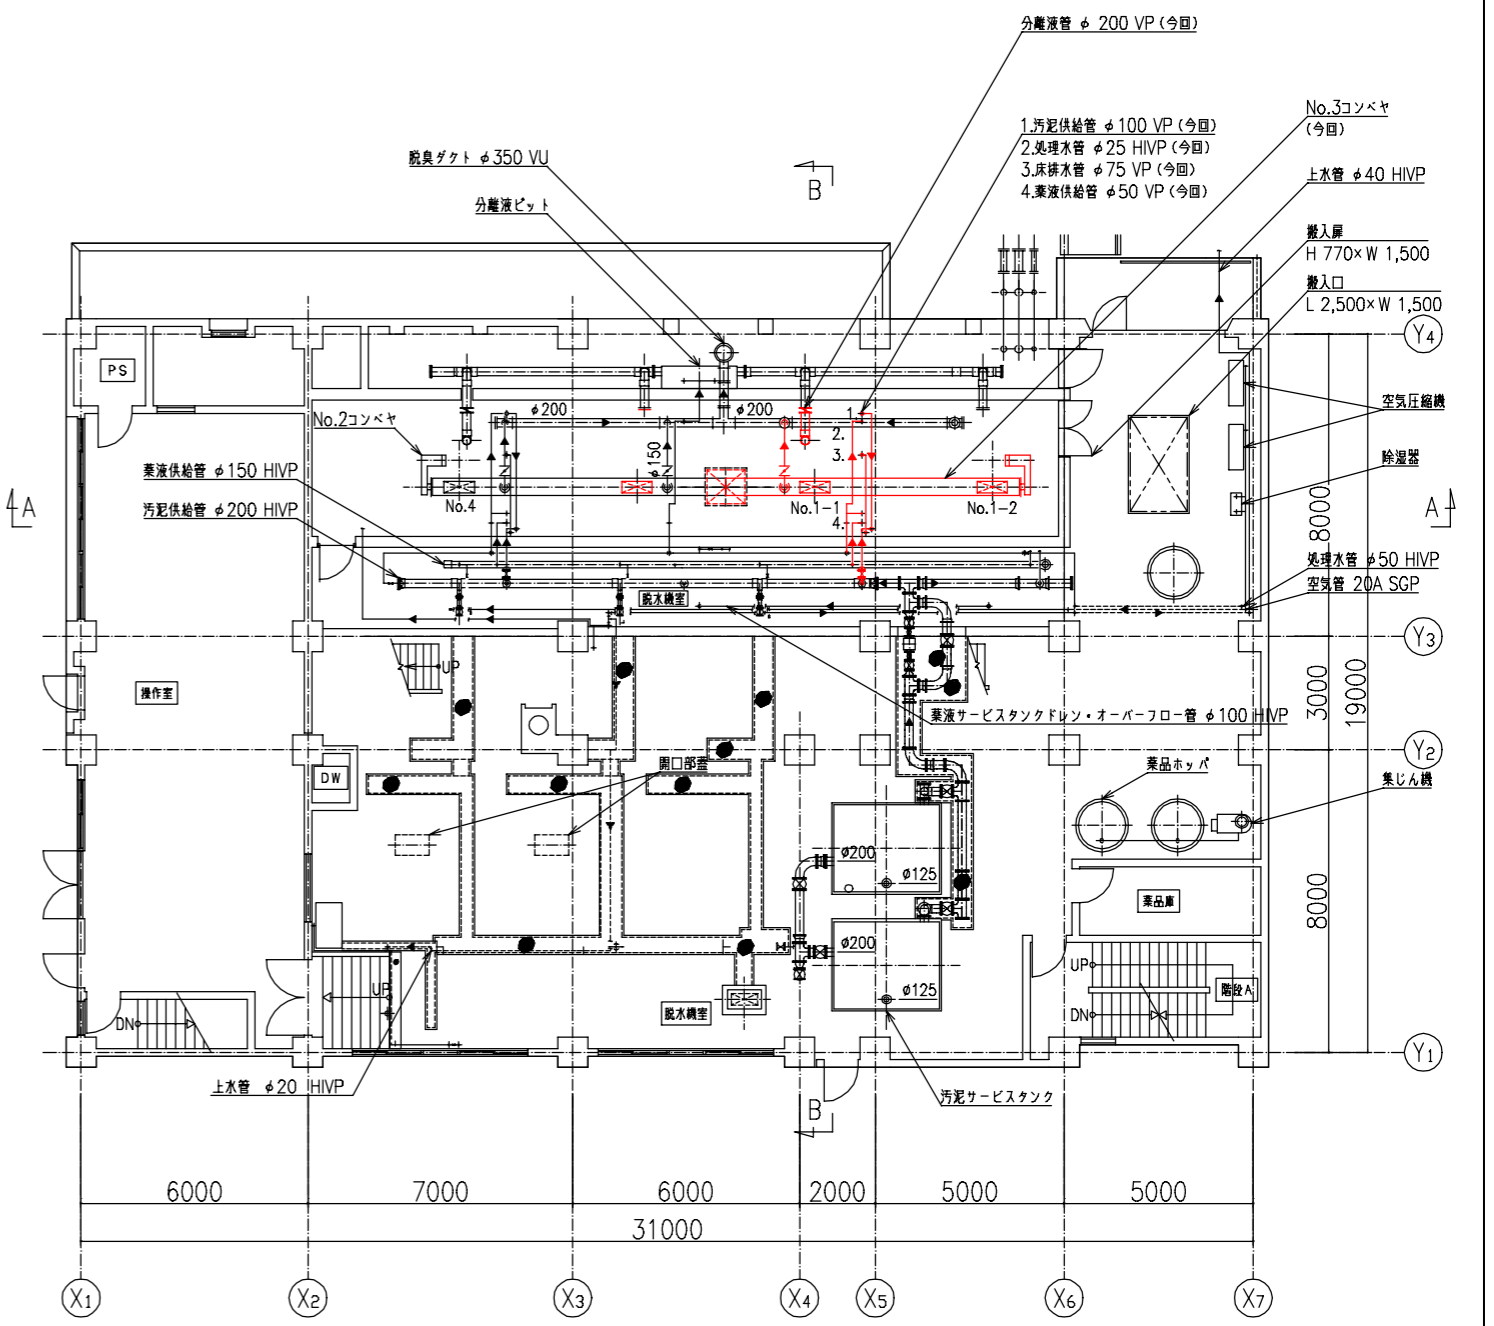 分離液管 φ 200 VP (今回)
1.汚泥供給管 φ100 VP (今回)
2.処理水管 φ25 HIVP (今回)
3.床排水管 φ75 VP (今回)
4.薬液供給管 φ50 VP (今回)
No.3コンベヤ
(今回)
脱臭ダクト φ350 VU
B
上水管 φ40 HIVP
分離液ピット
搬入扉
H 770×W 1,500
搬入口
L 2,500×W 1,500
Y4
PS
空気圧縮機
No.2コンベヤ
φ200
φ200
1.
2.
3.
φ150
除湿器
薬液供給管 φ150 HIVP
汚泥供給管 φ200 HIVP
A
A
No.4
No.1-1
No.1-2
4.
8000
処理水管 φ50 HIVP
空気管 20A SGP
脱水機室
Y3
UP
操作室
3000
19000
薬液サービスタンクドレン・オーバーフロー管 φ100 HIVP
Y2
開口部蓋
薬品ホッパ
DW
集じん機
φ200
φ125
薬品庫
8000
φ200
UP
UP
φ125
階段A
脱水機室
DN
DN
Y1
上水管 φ20 HIVP
汚泥サービスタンク
B
6000
7000
6000
2000
5000
5000
31000
X1
X2
X3
X4
X5
X6
X7